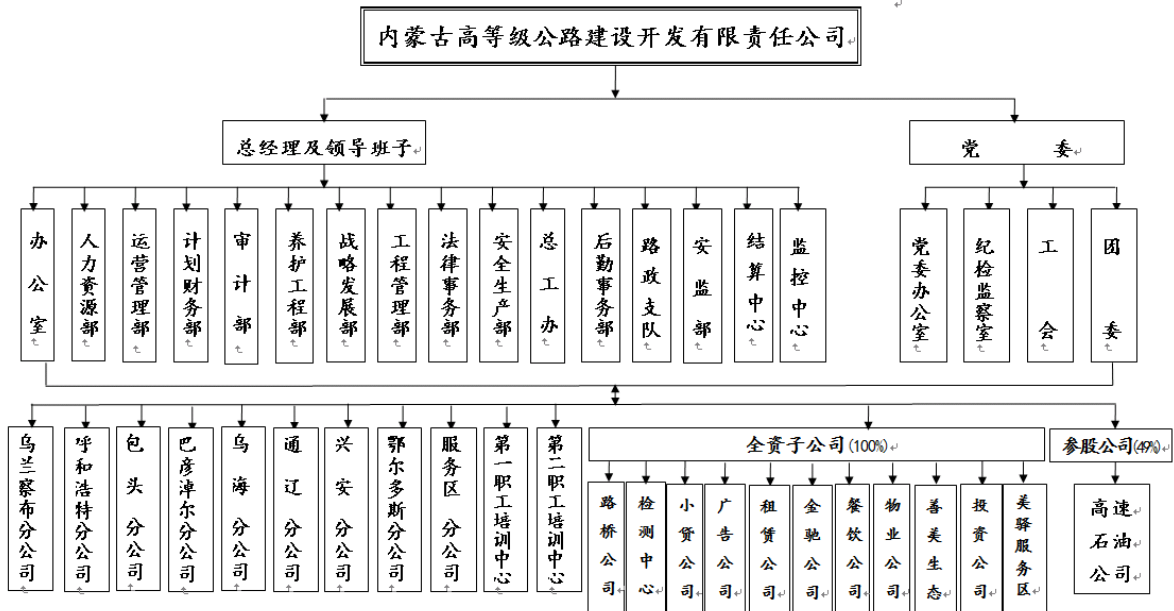 内蒙古高等级公路建设开发有限责任公司
总经理及领导班子
党 委
办公室
人力资源部
运营管理部
计划财务部
审计部
养护工程部
战略发展部
工程管理部
法律事务部
安全生产部
总工办
后勤事务部
路政支队
安监部
结算中心
监控中心
党委办公室
纪检监察室
工会
团委
乌兰察布分公司
呼和浩特分公司
包头 分公司
巴彦淖尔分公司
乌海 分公司
通辽 分公司
兴安 分公司
鄂尔多斯分公司
服务区 分公司
第一职工培训中心
第二职工培训中心
全资子公司(100%)
参股公司(49%)
路桥公司
检测中心
小贷公司
广告公司
租赁公司
金驰公司
餐饮公司
物业公司
善美生态
投资公司
美驿服务区
高速
石油
公司